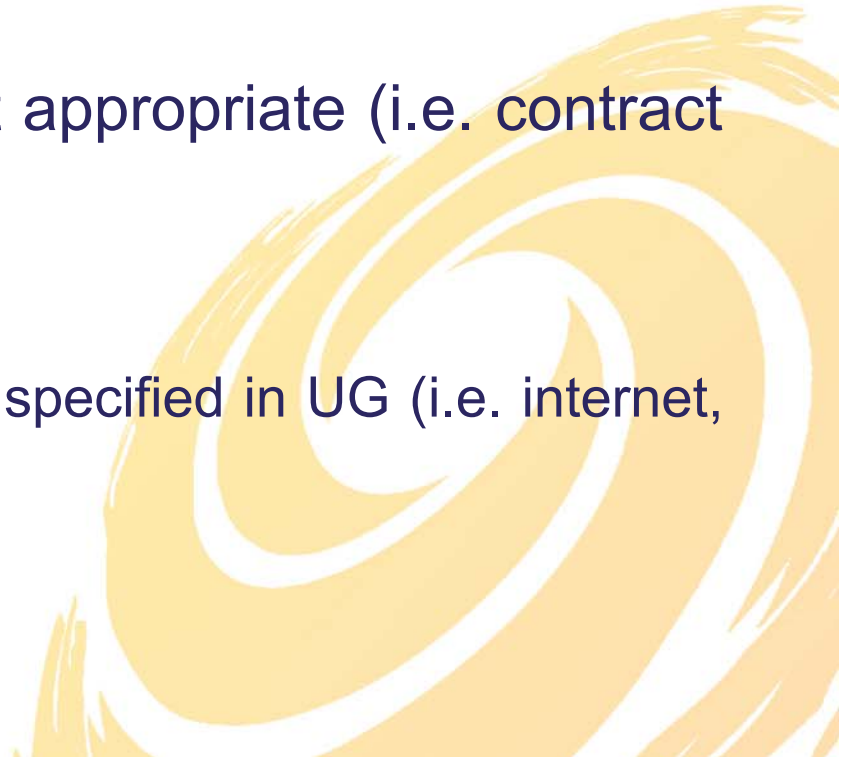 appropriate (i.e. contract
specified in UG (i.e. internet,